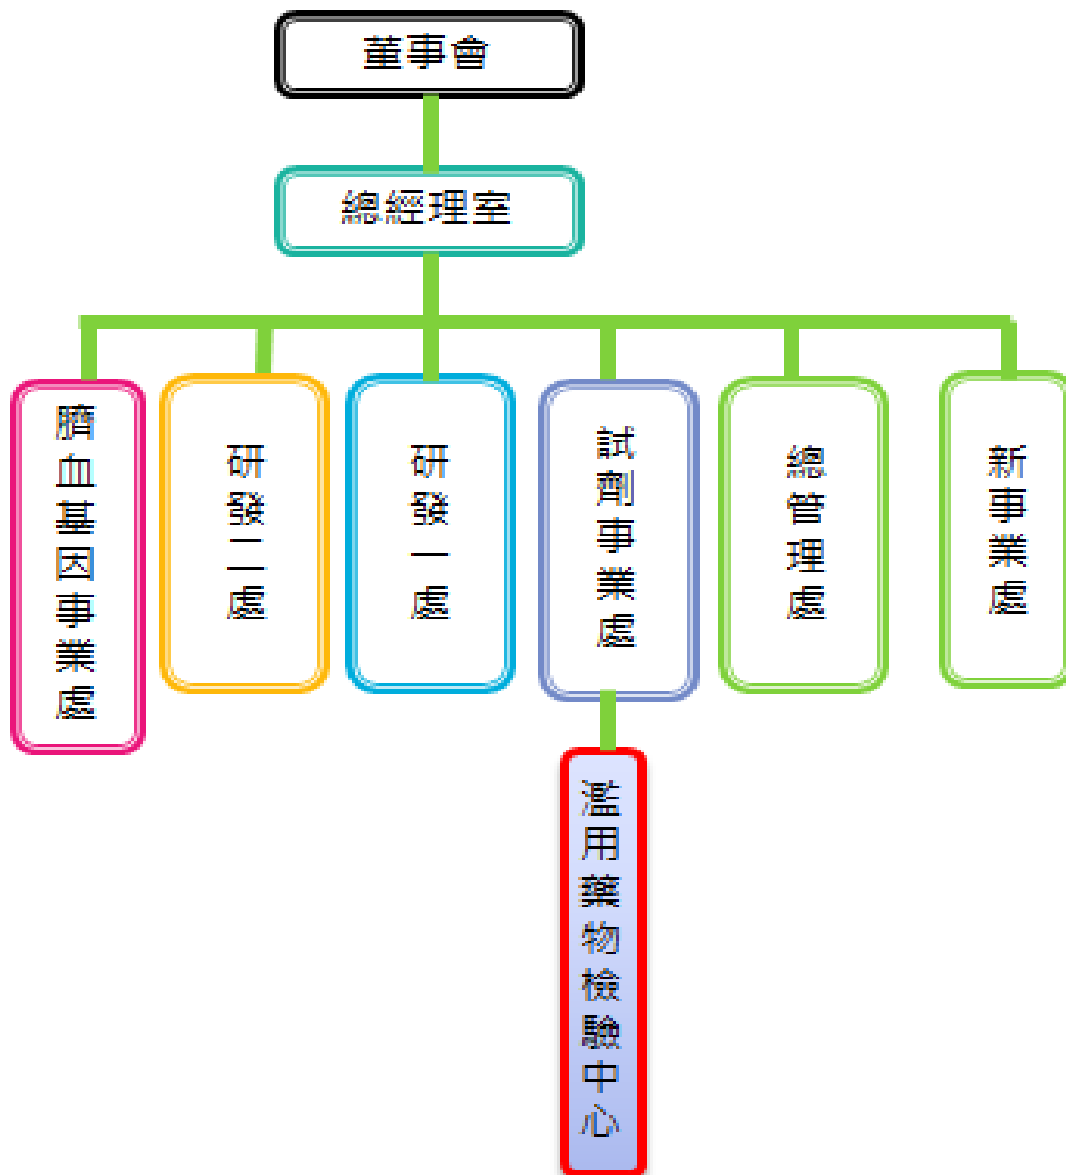 董事會
總經理室
臍血基因事業處
研發二處
研發一處
試劑事業處
總管理處
新事業處
濫用藥物檢驗中心